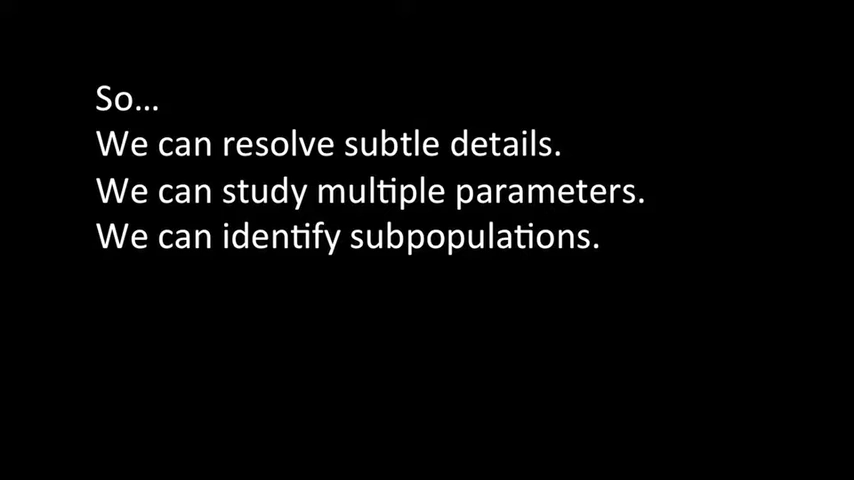 So...
We can resolve subtle details.
We can study multiple parameters.
We can identify subpopulations.